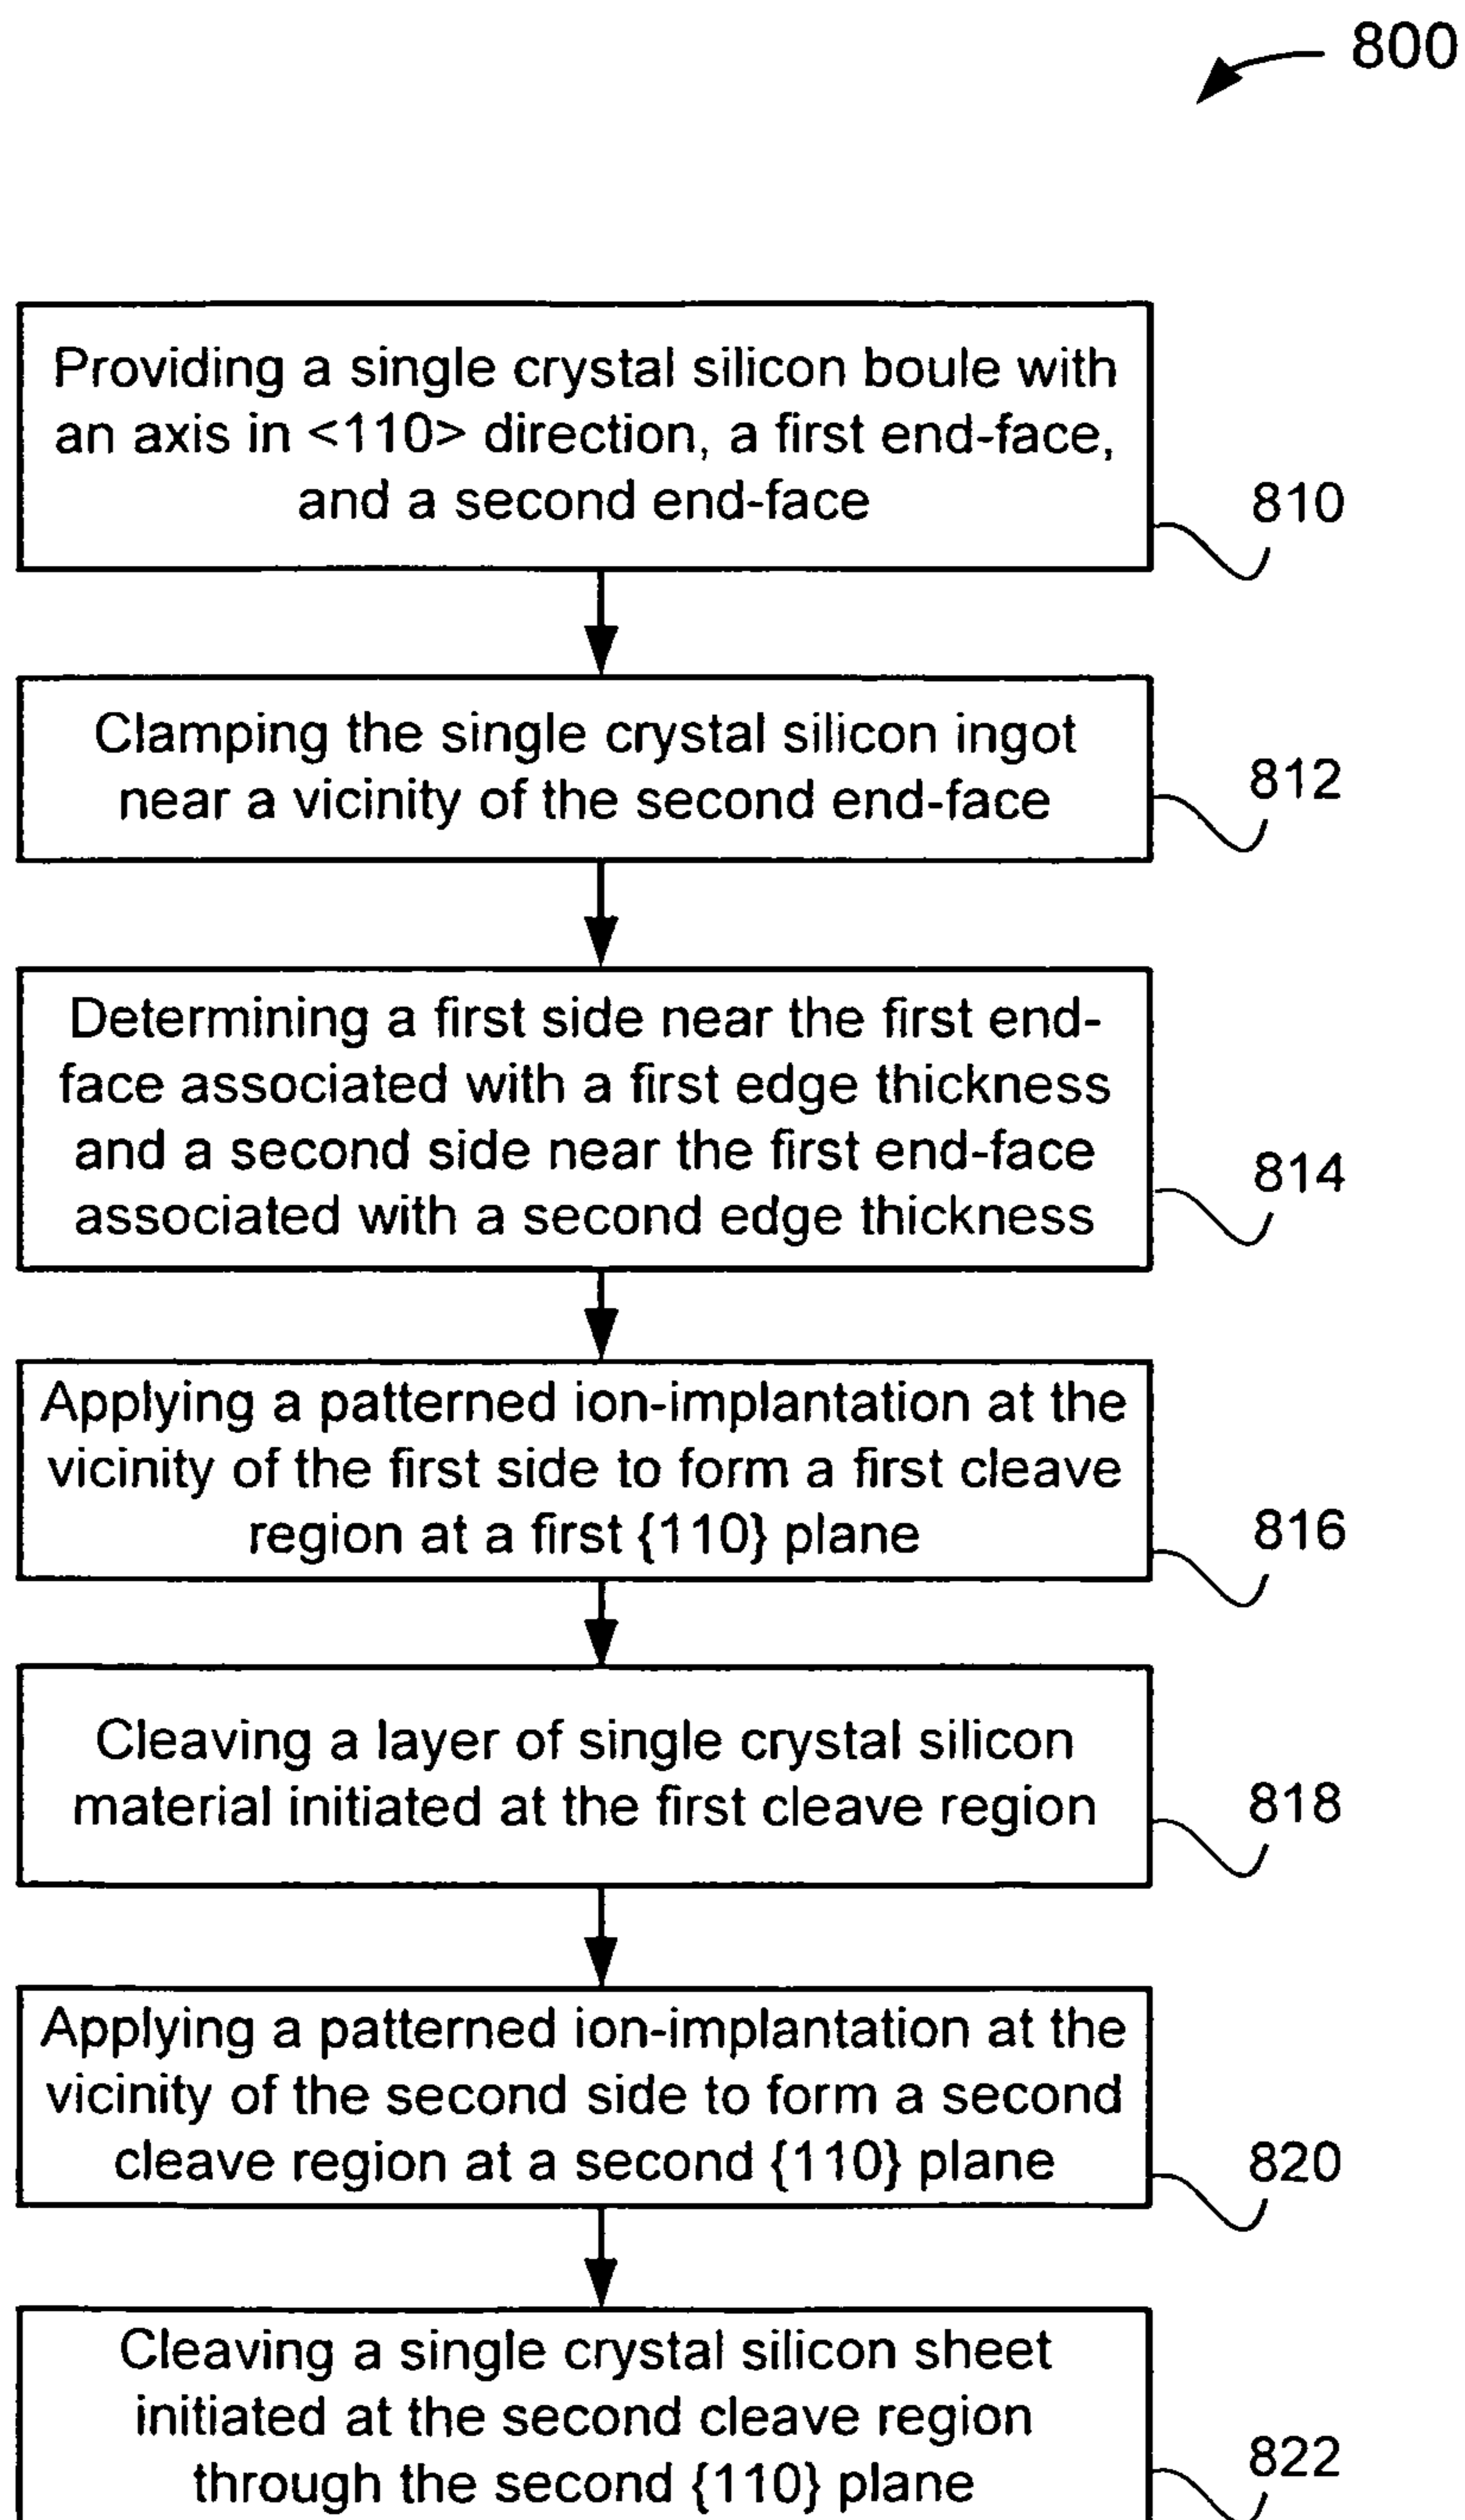 800
Providing a single crystal silicon boule with
an axis in <110> direction, a first end-face,
and a second end-face
810
Clamping the single crystal silicon ingot
near a vicinity of the second end-face
812
Determining a first side near the first end-
face associated with a first edge thickness
and a second side near the first end-face
associated with a second edge thickness
814
Applying a patterned ion-implantation at the
vicinity of the first side to form a first cleave
region at a first {110} plane
816
Cleaving a layer of single crystal silicon
material initiated at the first cleave region
818
Applying a patterned ion-implantation at the
vicinity of the second side to form a second
cleave region at a second {110} plane
820
Cleaving a single crystal silicon sheet
initiated at the second cleave region
through the second {110} plane
822